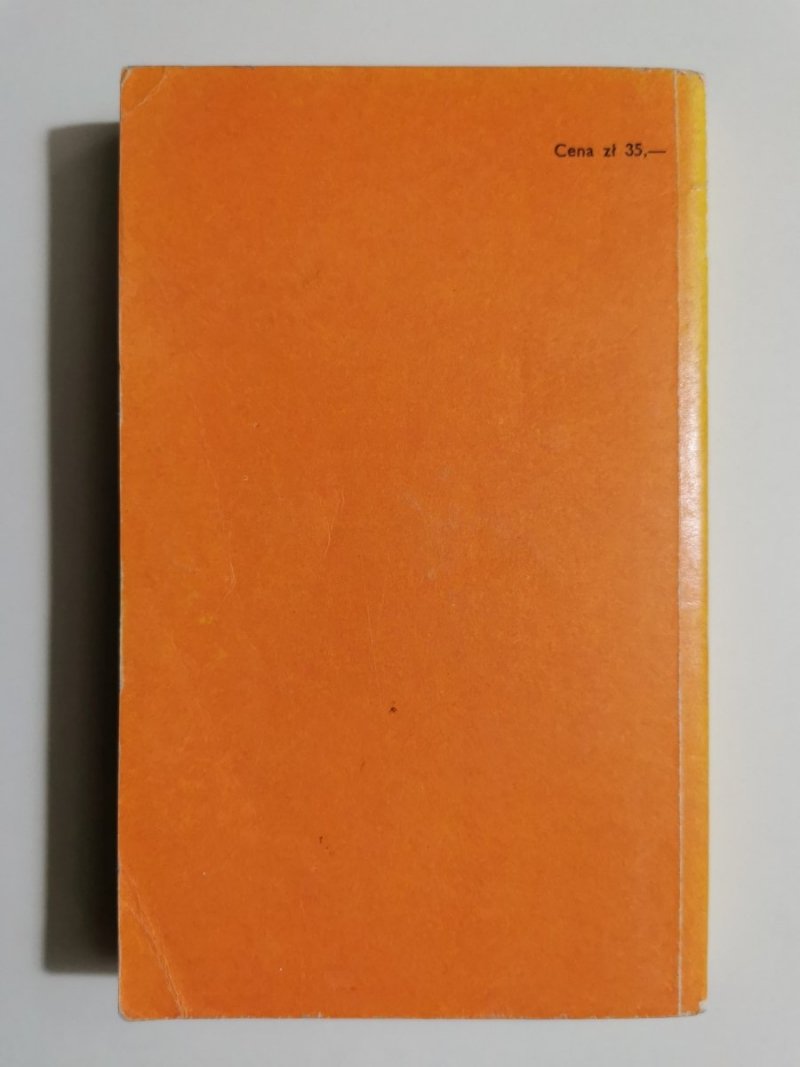 Cena zł 35,—